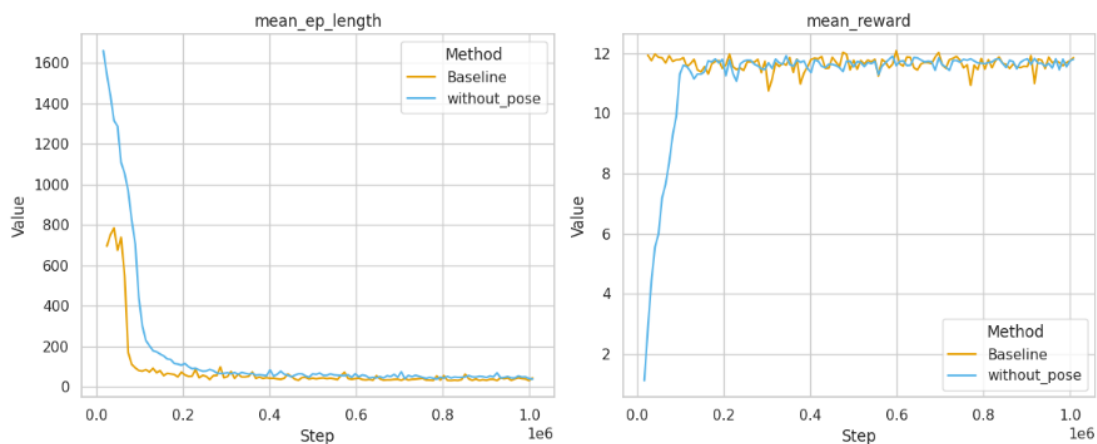 mean_ep_length
1600
1400
1200
1000
800
600
400
200
0
Value
Method
Baseline
without_pose
0.0
0.2
0.4
0.6
0.8
1.0
1e6
Step
mean_reward
12
10
8
6
4
2
Value
Method
Baseline
without_pose
0.0
0.2
0.4
0.6
0.8
1.0
1e6
Step